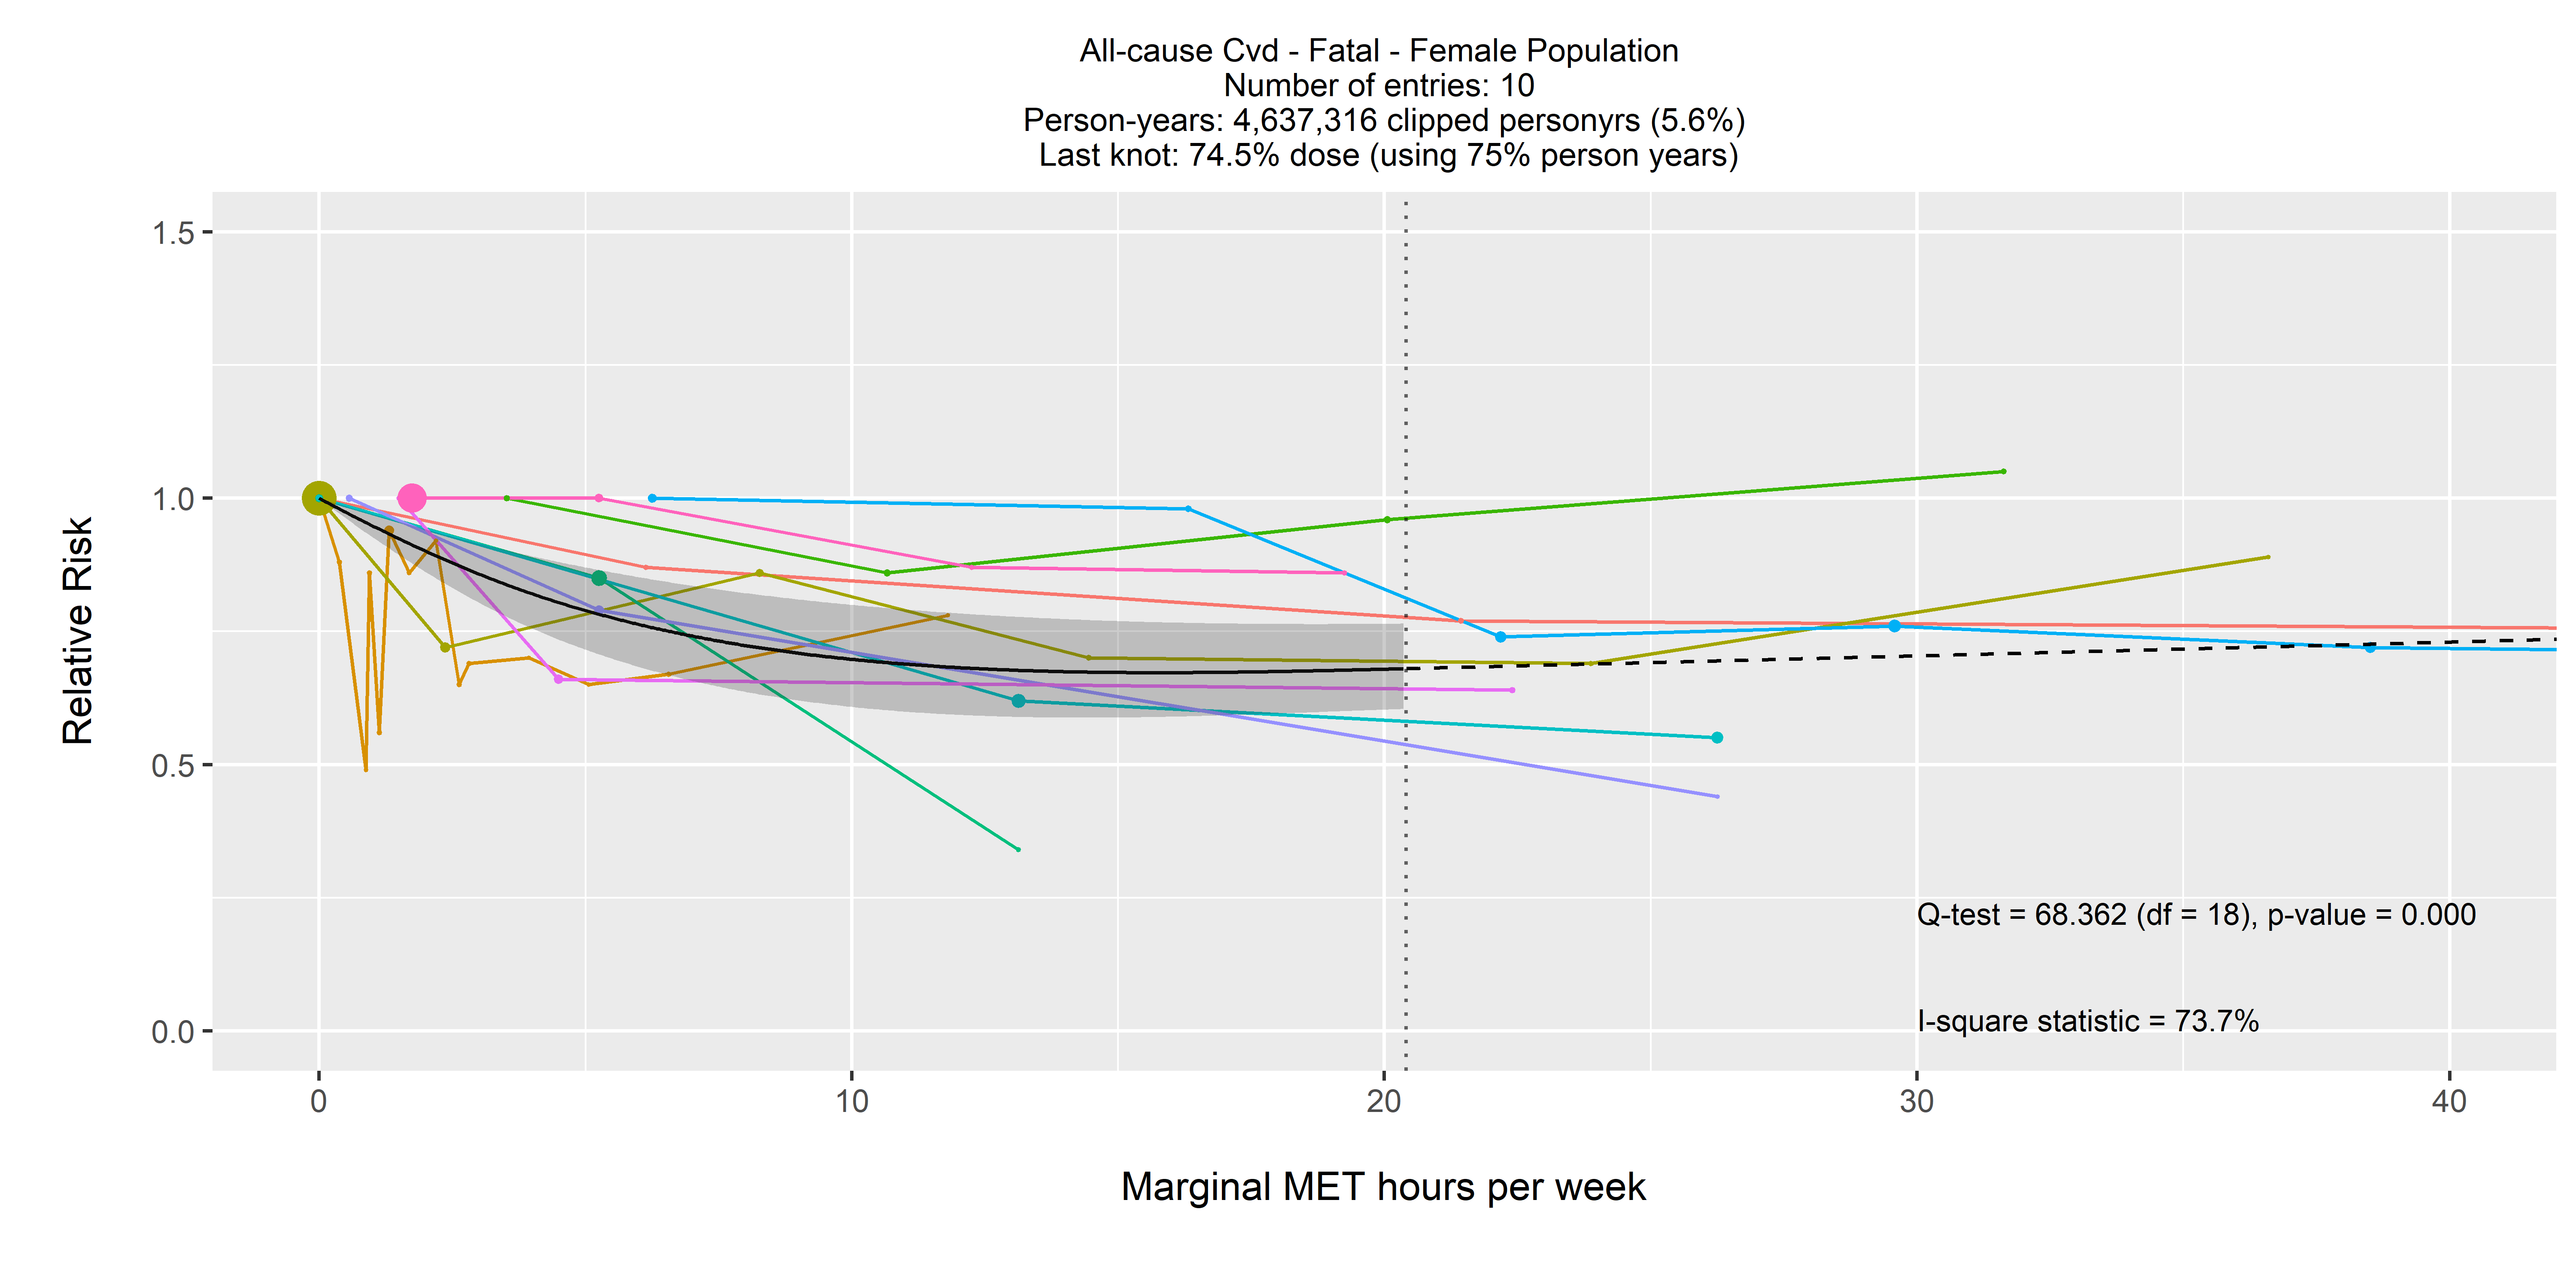 All-cause Cvd - Fatal - Female Population
Number of entries: 10
Person-years: 4,637,316 clipped personyrs (5.6%)
Last knot: 74.5% dose (using 75% person years)
1.5
1.0
0.5
0.0
Relative Risk
Q-test = 68.362 (df = 18), p-value = 0.000
I-square statistic = 73.7%
0 10 20 30 40
Marginal MET hours per week